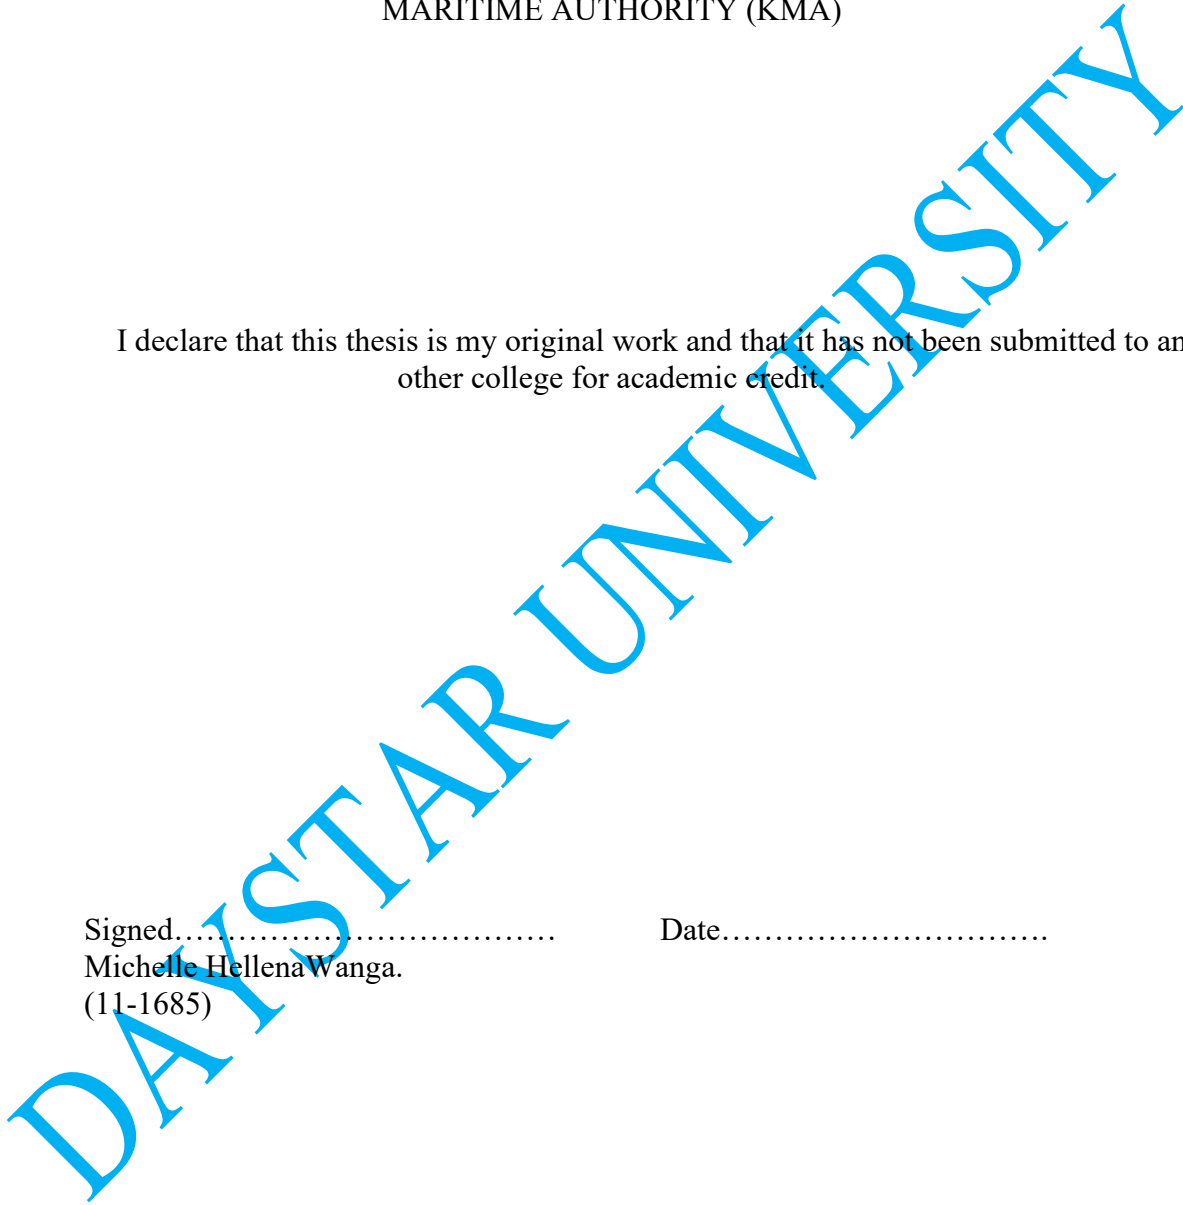 MARITIME AUTHORITY (KMA)
I declare that this thesis is my original work and that it has not been submitted to an
other college for academic credit.
Signed……………………………… Date………………………….
Michelle HellenaWanga.
(11-1685)
DAYSTAR UNIVERSITY